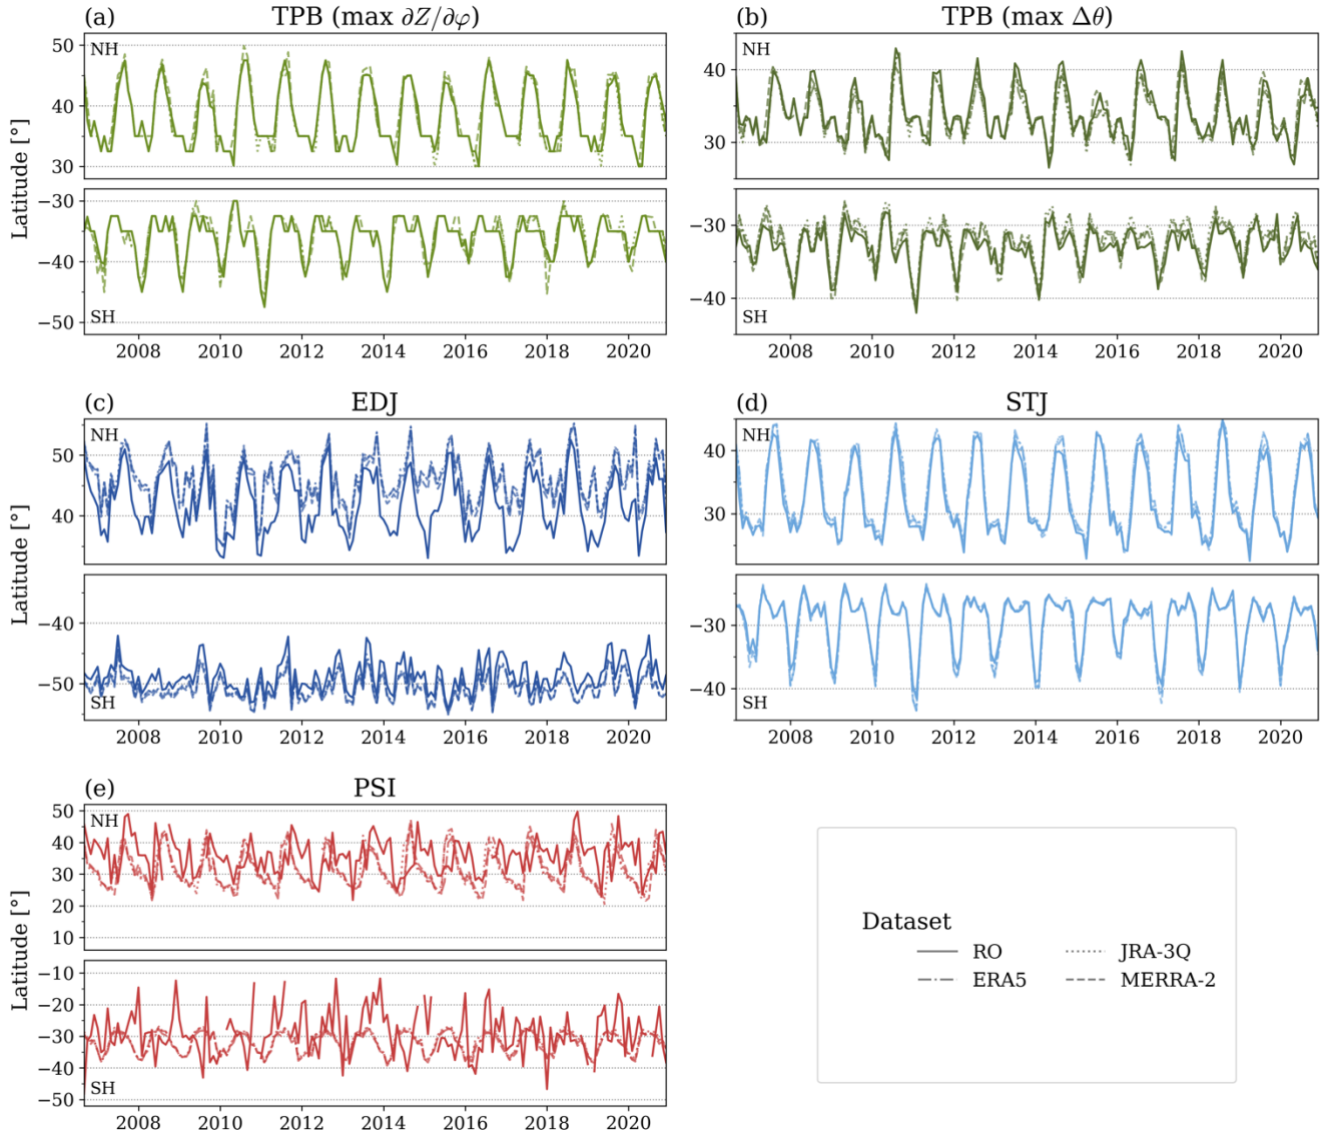 (a) TPB (max ∂Z/∂φ)
50
NH
40
30
−30
−40
−50
SH
Latitude [°]
2008 2010 2012 2014 2016 2018 2020
(b) TPB (max Δθ)
NH
40
30
−30
−40
SH
2008 2010 2012 2014 2016 2018 2020
(c) EDJ
NH
50
40
−40
−50
SH
Latitude [°]
2008 2010 2012 2014 2016 2018 2020
(d) STJ
NH
40
30
−30
−40
SH
2008 2010 2012 2014 2016 2018 2020
(e) PSI
50
NH
40
30
20
10
−10
−20
−30
−40
SH
−50
Latitude [°]
2008 2010 2012 2014 2016 2018 2020
Dataset
RO JRA-3Q
ERA5 MERRA-2